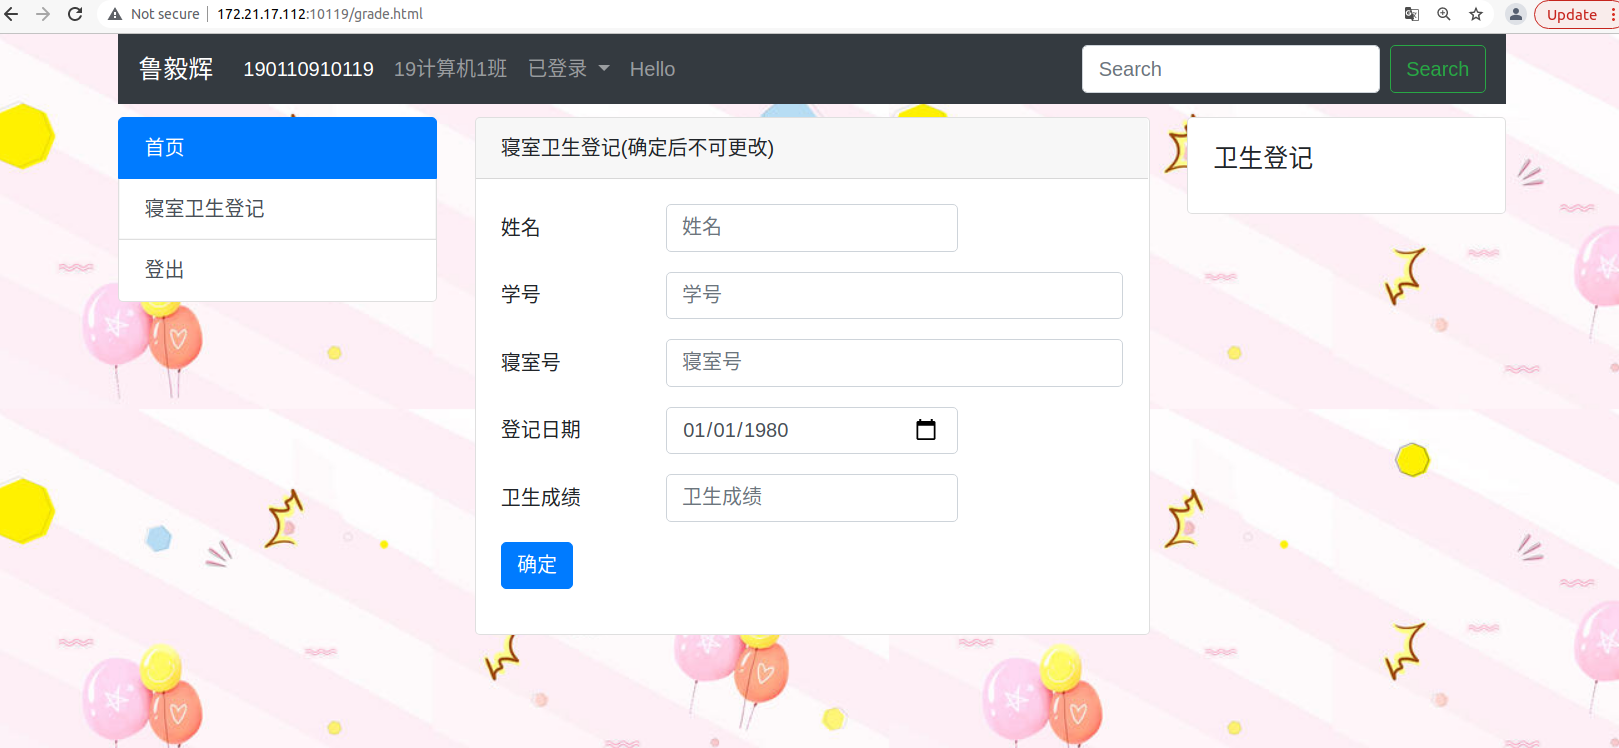 Not secure 172.21.17.112:10119/grade.html Update
鲁毅辉 190110910119 19计算机1班 已登录 Hello Search Search
首页
寝室卫生登记
登出
寝室卫生登记(确定后不可更改)
姓名 姓名
学号 学号
寝室号 寝室号
登记日期 01/01/1980
卫生成绩 卫生成绩
确定
卫生登记